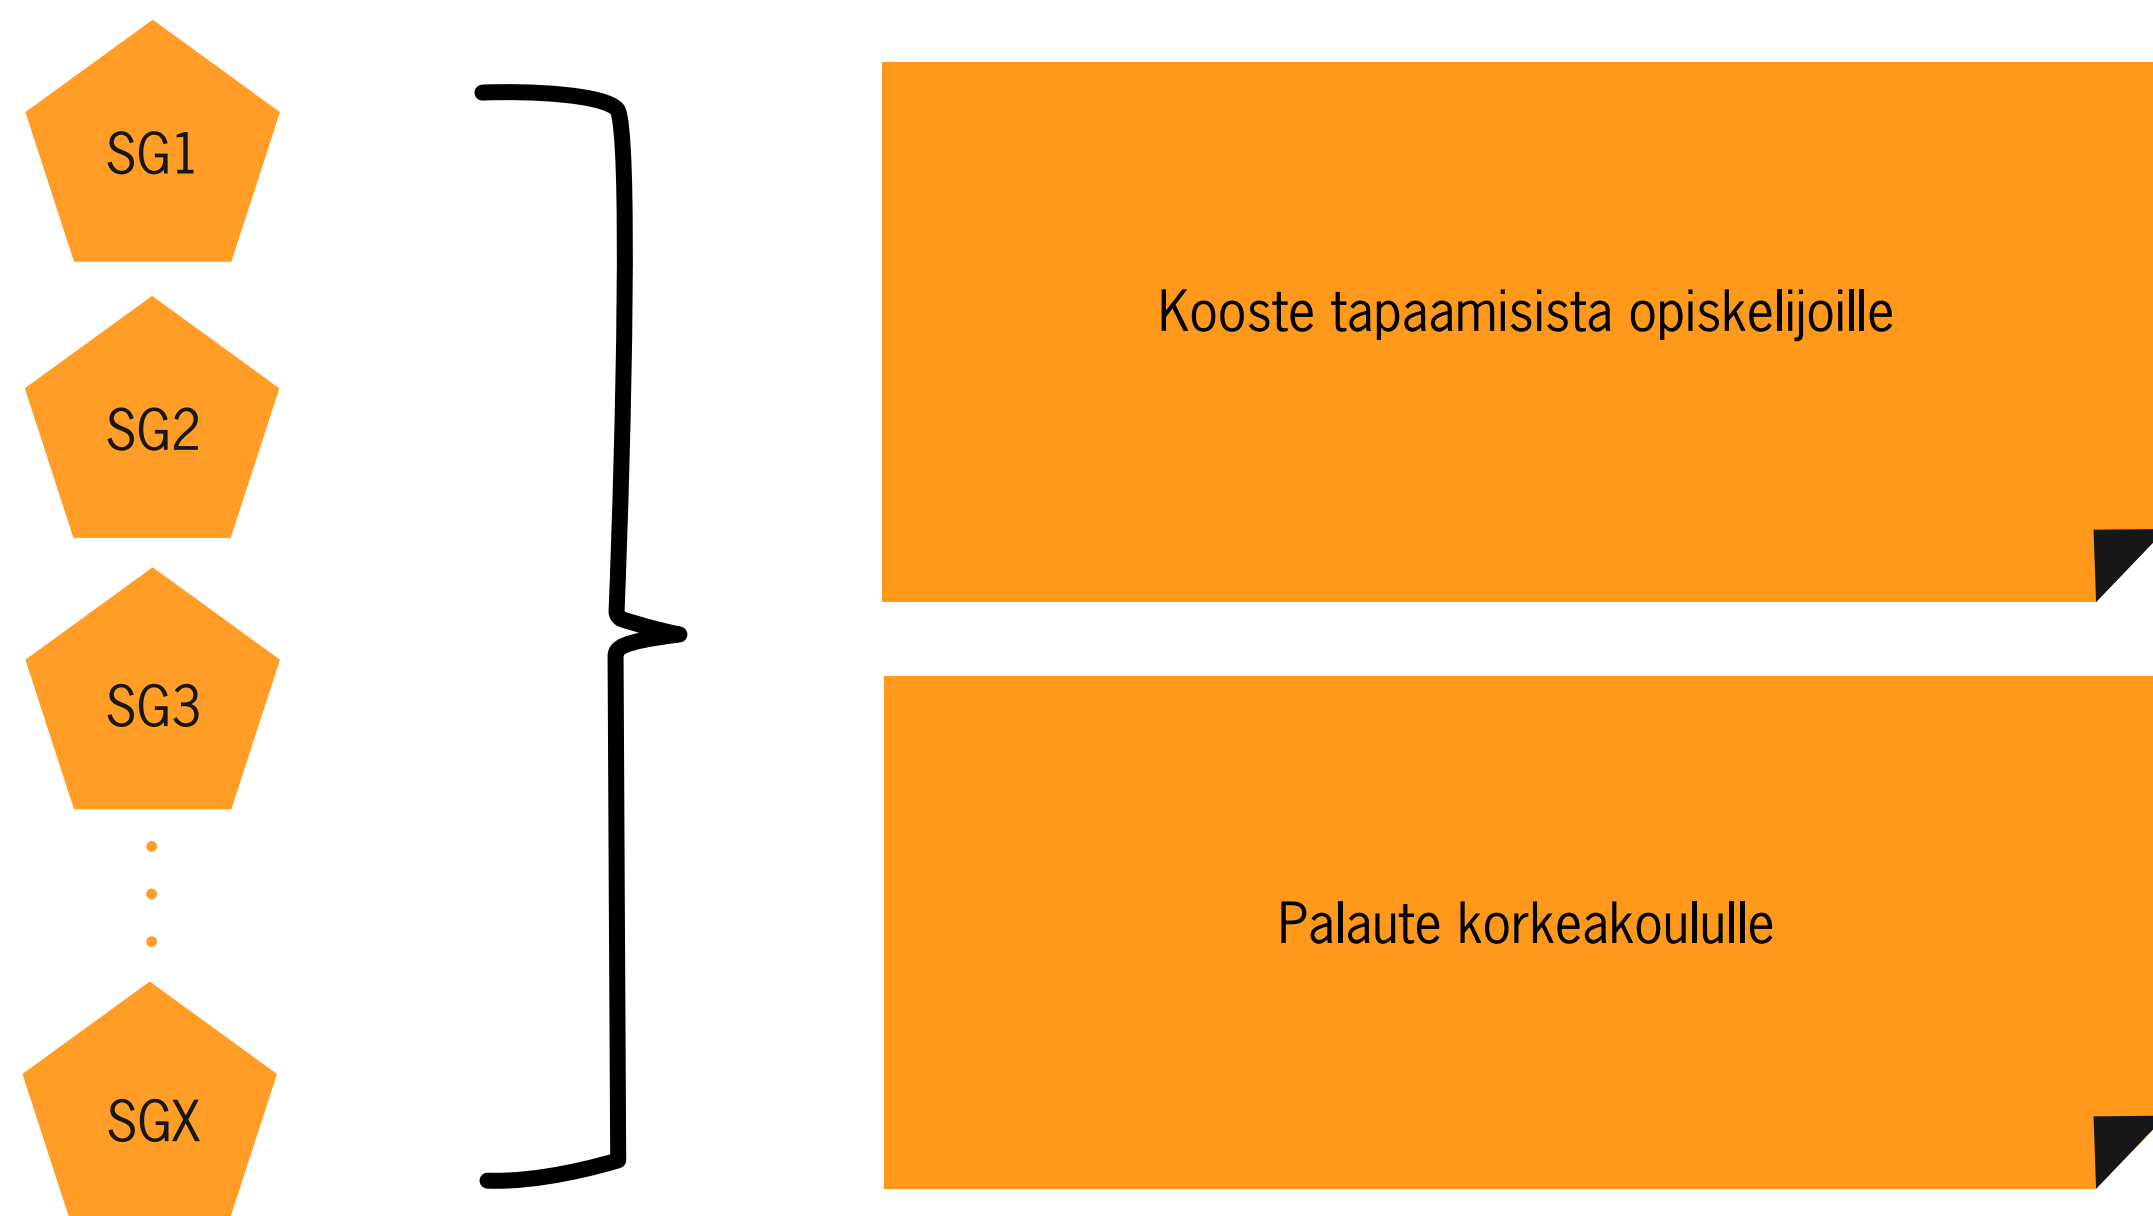 SG1
SG2
SG3
SGX
Kooste tapaamisista opiskelijoille
Palaute korkeakoululle